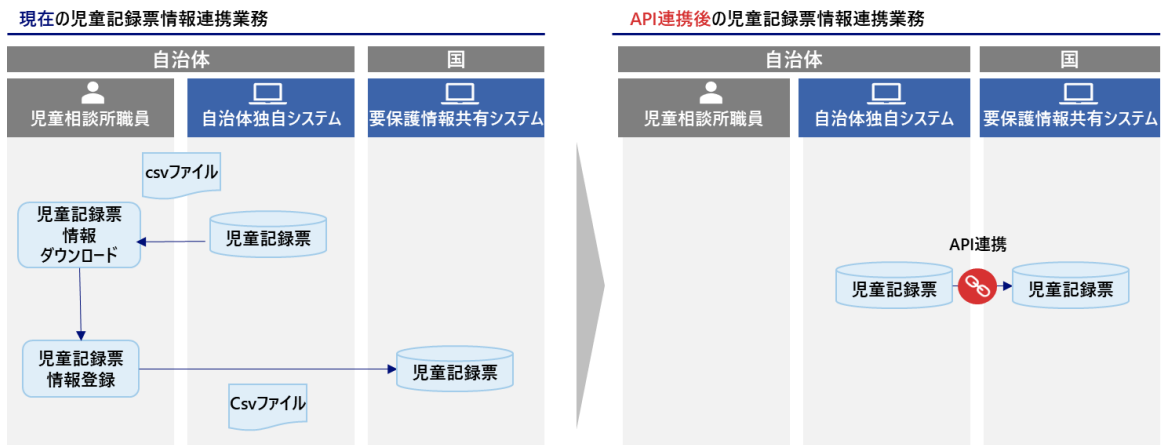 現在の児童記録票情報連携業務
自治体
国
児童相談所職員
自治体独自システム
要保護情報共有システム
csvファイル
児童記録票
情報
ダウンロード
児童記録票
児童記録票
情報登録
児童記録票
Csvファイル
API連携後の児童記録票情報連携業務
自治体
国
児童相談所職員
自治体独自システム
要保護情報共有システム
API連携
児童記録票
児童記録票